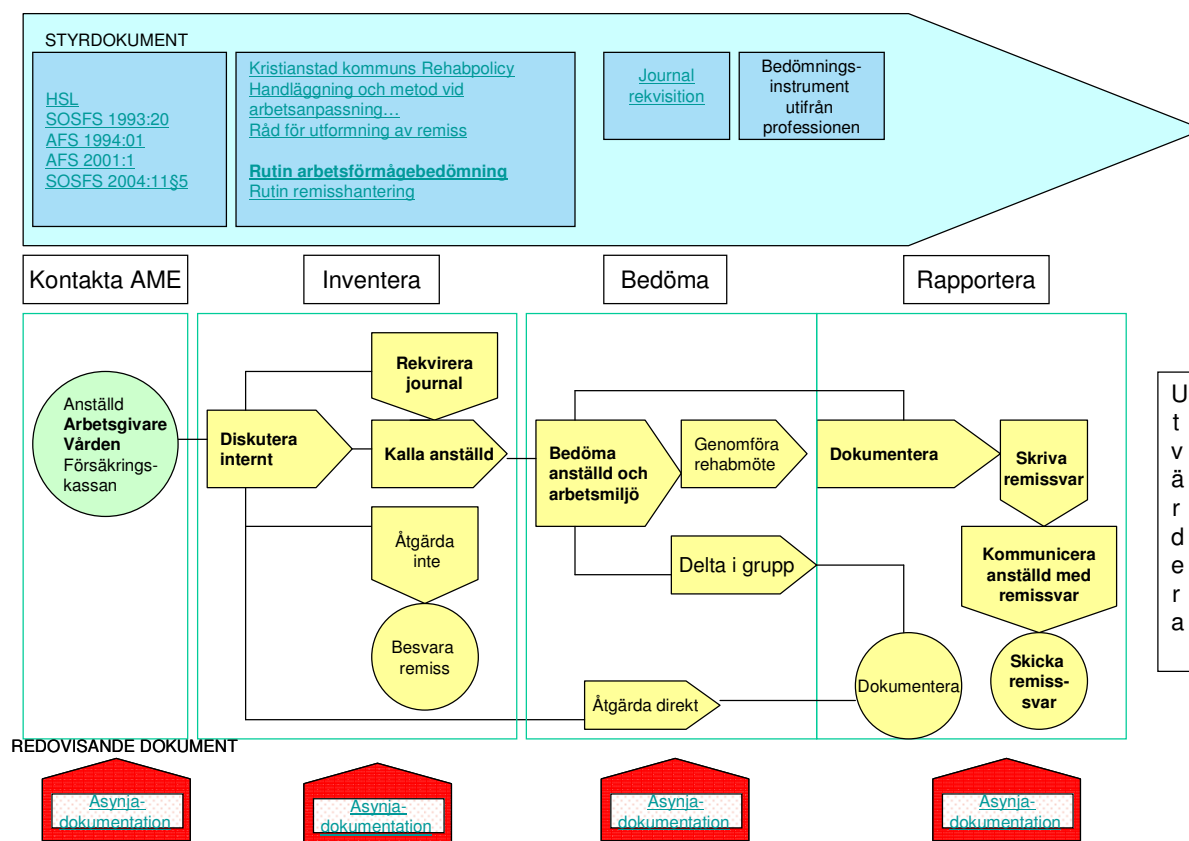 STYRDOKUMENT
HSL
SOSFS 1993:20
AFS 1994:01
AFS 2001:1
SOSFS 2004:11§5
Kristianstad kommuns Rehabpolicy
Handläggning och metod vid
arbetsanpassning…
Råd för utformning av remiss
Rutin arbetsförmågebedömning
Rutin remisshantering
Journal
rekvisition
Bedömnings-
instrument
utifrån
professionen
Kontakta AME
Inventera
Bedöma
Rapportera
Anställd
Arbetsgivare
Vården
Försäkrings-
kassan
Diskutera
internt
Rekvirera
journal
Kalla anställd
Åtgärda
inte
Besvara
remiss
Bedöma
anställd och
arbetsmiljö
Genomföra
rehabmöte
Delta i grupp
Åtgärda direkt
Dokumentera
Skriva
remissvar
Kommunicera
anställd med
remissvar
Dokumentera
Skicka
remiss-
svar
U
t
v
ä
r
d
e
r
a
REDOVISANDE DOKUMENT
Asynja-
dokumentation
Asynja-
dokumentation
Asynja-
dokumentation
Asynja-
dokumentation